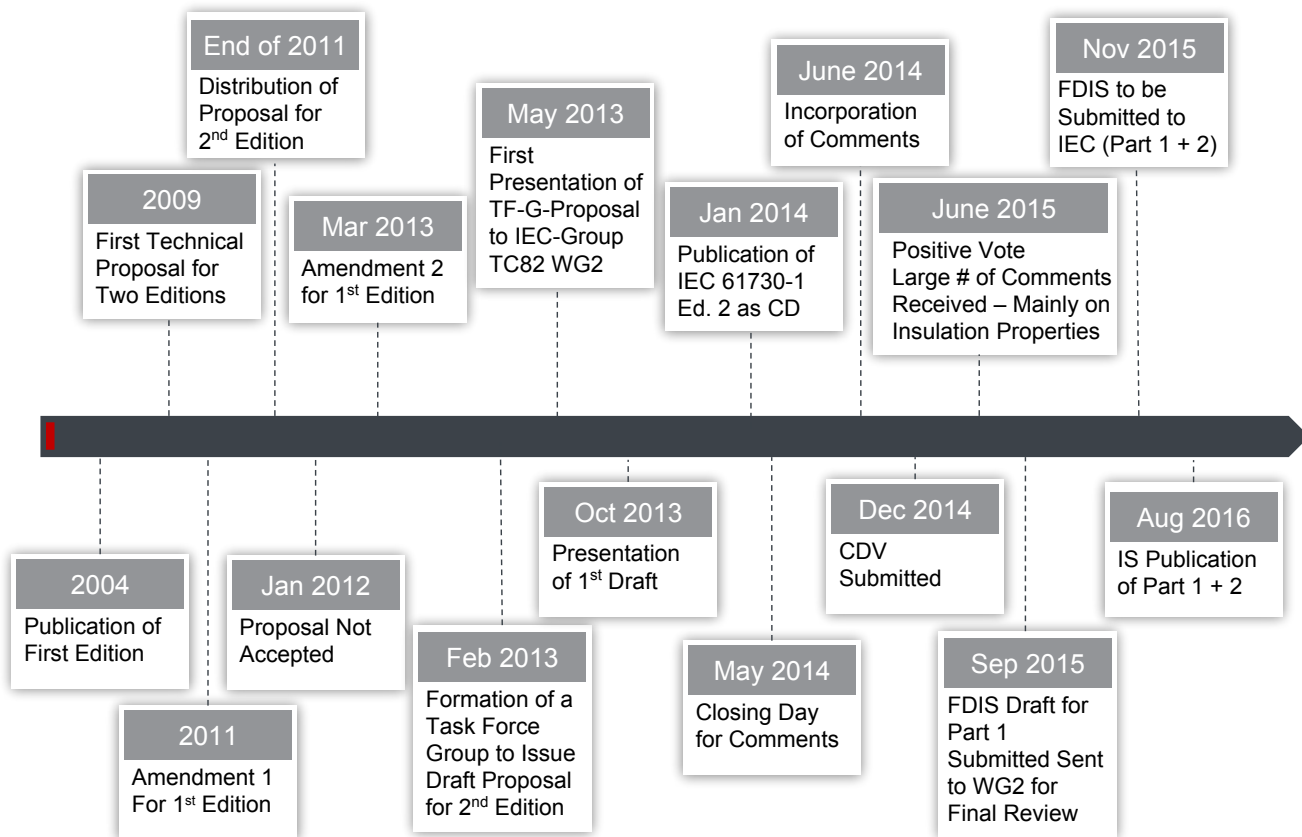 End of 2011
Distribution of
Proposal for
2nd Edition
2009
First Technical
Proposal for
Two Editions
Mar 2013
Amendment 2
for 1st Edition
May 2013
First
Presentation of
TF-G-Proposal
to IEC-Group
TC82 WG2
June 2014
Incorporation
of Comments
Jan 2014
Publication of
IEC 61730-1
Ed. 2 as CD
Nov 2015
FDIS to be
Submitted to
IEC (Part 1 + 2)
June 2015
Positive Vote
Large # of Comments
Received – Mainly on
Insulation Properties
2004
Publication of
First Edition
2011
Amendment 1
For 1st Edition
Jan 2012
Proposal Not
Accepted
Feb 2013
Formation of a
Task Force
Group to Issue
Draft Proposal
for 2nd Edition
Oct 2013
Presentation
of 1st Draft
May 2014
Closing Day
for Comments
Dec 2014
CDV
Submitted
Sep 2015
FDIS Draft for
Part 1
Submitted Sent
to WG2 for
Final Review
Aug 2016
IS Publication
of Part 1 + 2